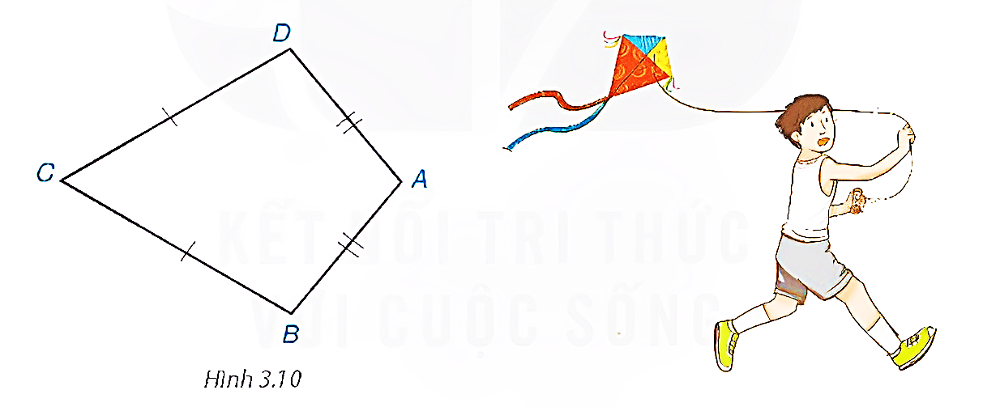 D
C
A
B
KẾT NỐI TRI THỨC
VỚI CUỘC SỐNG
Hình 3.10